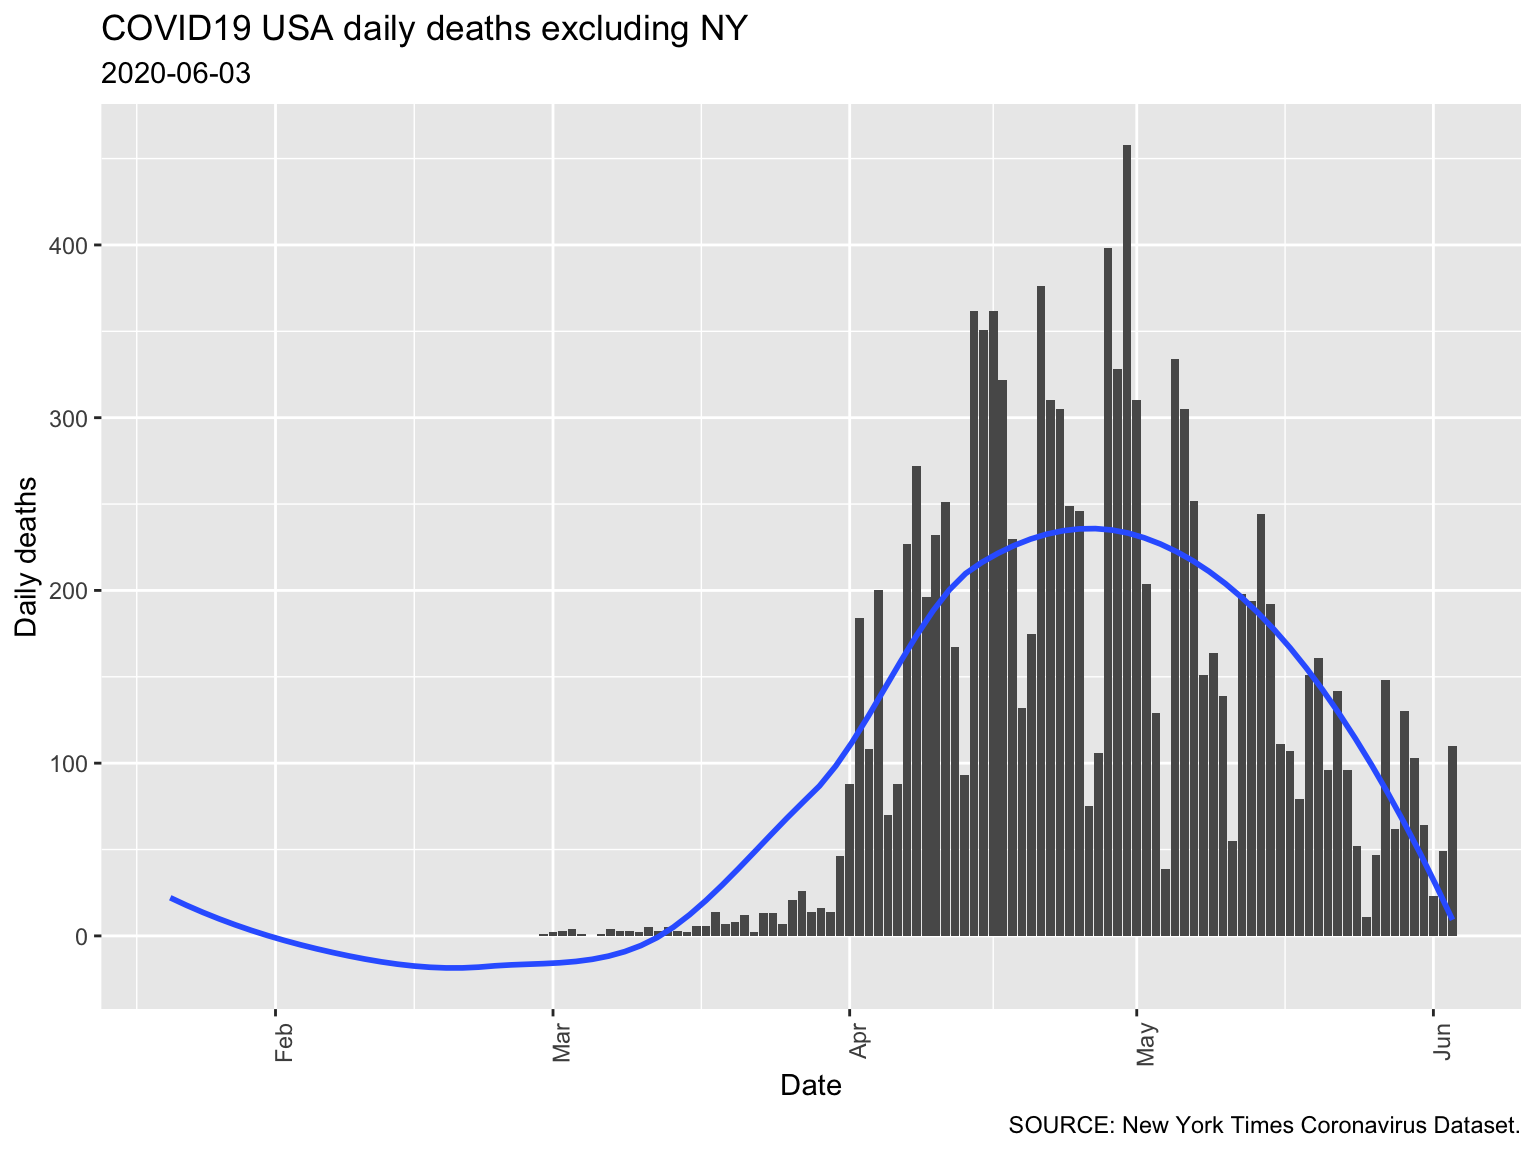 COVID19 USA daily deaths excluding NY
2020-06-03
Daily deaths
400
300
200
100
0
Feb
Mar
Apr
May
Jun
Date
SOURCE: New York Times Coronavirus Dataset.